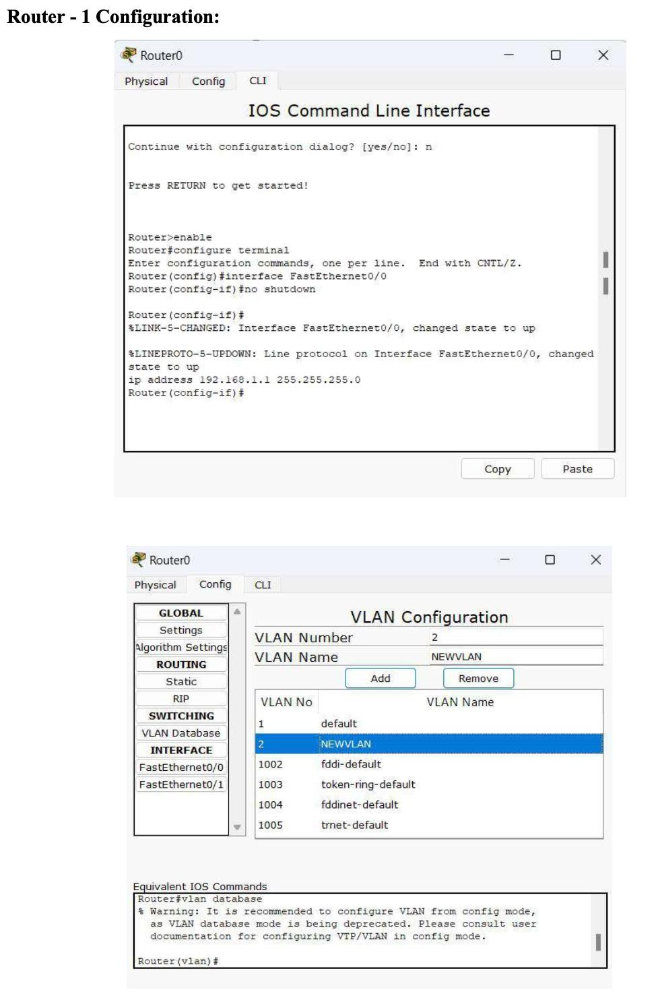 Router - 1 Configuration:
Router0
Physical Config CLI
IOS Command Line Interface
Continue with configuration dialog? [yes/no]: n
Press RETURN to get started!
Router>enable
Router#configure terminal
Enter configuration commands, one per line.  End with CNTL/Z.
Router(config)#interface FastEthernet0/0
Router(config-if)#no shutdown
Router(config-if)#
%LINK-5-CHANGED: Interface FastEthernet0/0, changed state to up
%LINEPROTO-5-UPDOWN: Line protocol on Interface FastEthernet0/0, changed
state to up
ip address 192.168.1.1 255.255.255.0
Router(config-if)#
Copy Paste
Router0
Physical Config CLI
GLOBAL
Settings
Algorithm Settings
ROUTING
Static
RIP
SWITCHING
VLAN Database
INTERFACE
FastEthernet0/0
FastEthernet0/1
VLAN Configuration
VLAN Number 2
VLAN Name NEWVLAN
Add Remove
VLAN No VLAN Name
1 default
2 NEWVLAN
1002 fddi-default
1003 token-ring-default
1004 fddinet-default
1005 trnet-default
Equivalent IOS Commands
Router#vlan database
% Warning: It is recommended to configure VLAN from config mode,
as VLAN database mode is being deprecated. Please consult user
documentation for configuring VTP/VLAN in config mode.
Router(vlan)#